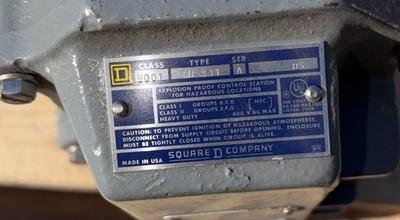 D CLASS TYPE SER
9001 A
EXPLOSION PROOF CONTROL STATION
FOR HAZARDOUS LOCATIONS
CLASS I GROUPS B,C,D [NEC]
CLASS II GROUPS E,F,G 600 V AC MAX
HEAVY DUTY
UL
CAUTION: TO PREVENT IGNITION OF HAZARDOUS ATMOSPHERES,
DISCONNECT FROM SUPPLY CIRCUIT BEFORE OPENING. ENCLOSURE
MUST BE TIGHTLY CLOSED WHEN CIRCUIT IS ALIVE.
MADE IN USA SQUARE D COMPANY